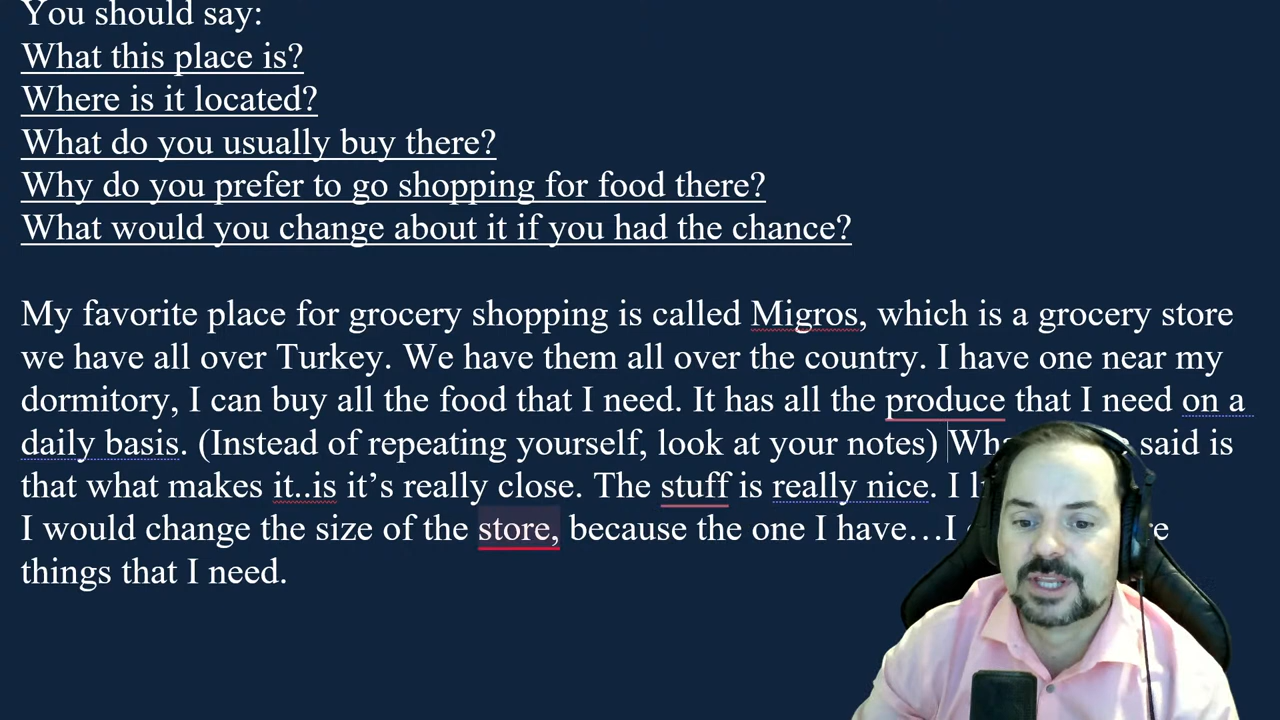 You should say:
What this place is?
Where is it located?
What do you usually buy there?
Why do you prefer to go shopping for food there?
What would you change about it if you had the chance?
My favorite place for grocery shopping is called Migros, which is a grocery store
we have all over Turkey. We have them all over the country. I have one near my
dormitory, I can buy all the food that I need. It has all the produce that I need on a
daily basis. (Instead of repeating yourself, look at your notes) said is
that what makes it..is it’s really close. The stuff is really nice. I
I would change the size of the store, because the one I have…I
things that I need.